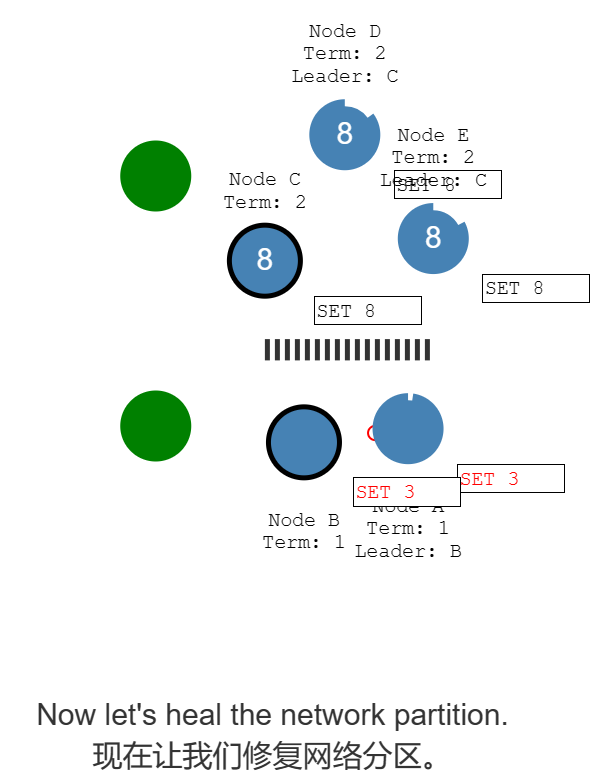 Node D
Term: 2
Leader: C
8
Node E
Term: 2
Leader: C
SET 8
Node C
Term: 2
8
8
SET 8
SET 8
SET 3
SET 3
Node A
Term: 1
Leader: B
Node B
Term: 1
Now let's heal the network partition.
现在让我们修复网络分区。